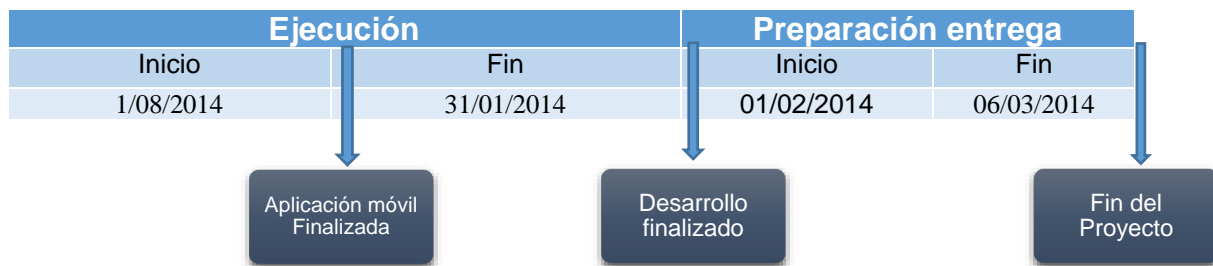 Ejecución Preparación entrega
Inicio Fin Inicio Fin
1/08/2014 31/01/2014 01/02/2014 06/03/2014
Aplicación móvil
Finalizada
Desarrollo
finalizado
Fin del
Proyecto